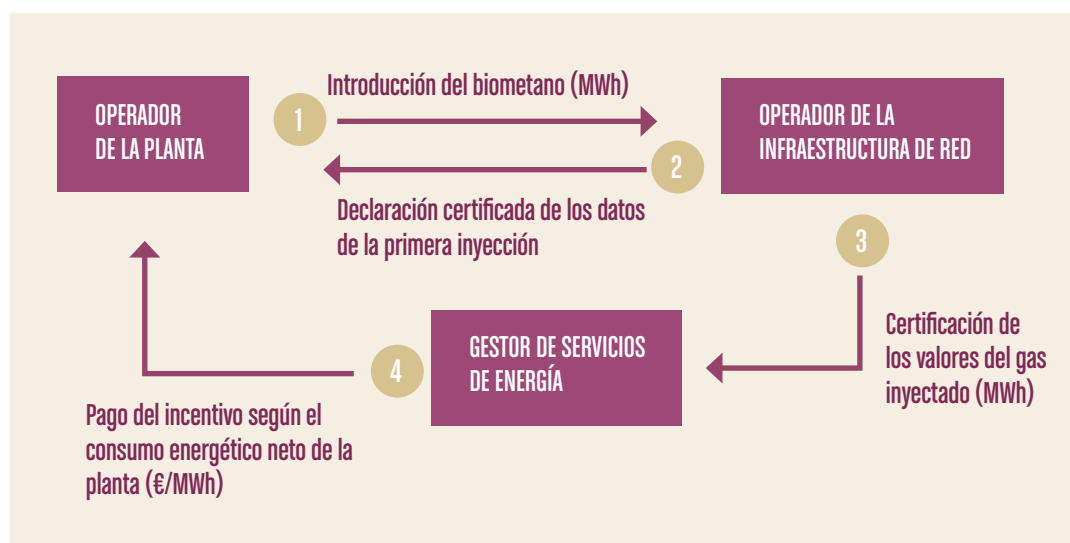 OPERADOR
DE LA PLANTA
1
Introducción del biometano (MWh)
OPERADOR DE LA
INFRAESTRUCTURA DE RED
2
Declaración certificada de los datos
de la primera inyección
3
Certificación de
los valores del gas
inyectado (MWh)
GESTOR DE SERVICIOS
DE ENERGÍA
4
Pago del incentivo según el
consumo energético neto de la
planta (€/MWh)